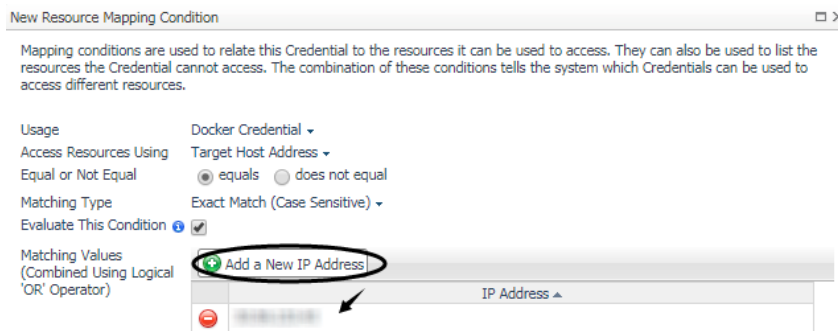 New Resource Mapping Condition
Mapping conditions are used to relate this Credential to the resources it can be used to access. They can also be used to list the
resources the Credential cannot access. The combination of these conditions tells the system which Credentials can be used to
access different resources.
Usage Docker Credential
Access Resources Using Target Host Address
Equal or Not Equal equals does not equal
Matching Type Exact Match (Case Sensitive)
Evaluate This Condition
Matching Values
(Combined Using Logical
'OR' Operator)
Add a New IP Address
IP Address